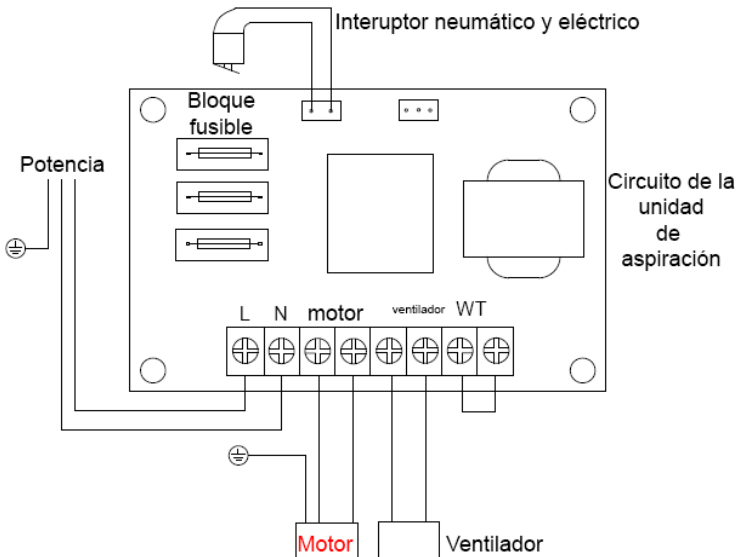 Interuptor neumático y eléctrico
Bloque
fusible
Potencia
Circuito de la
unidad
de
aspiración
L N motor ventilador WT
Motor
Ventilador